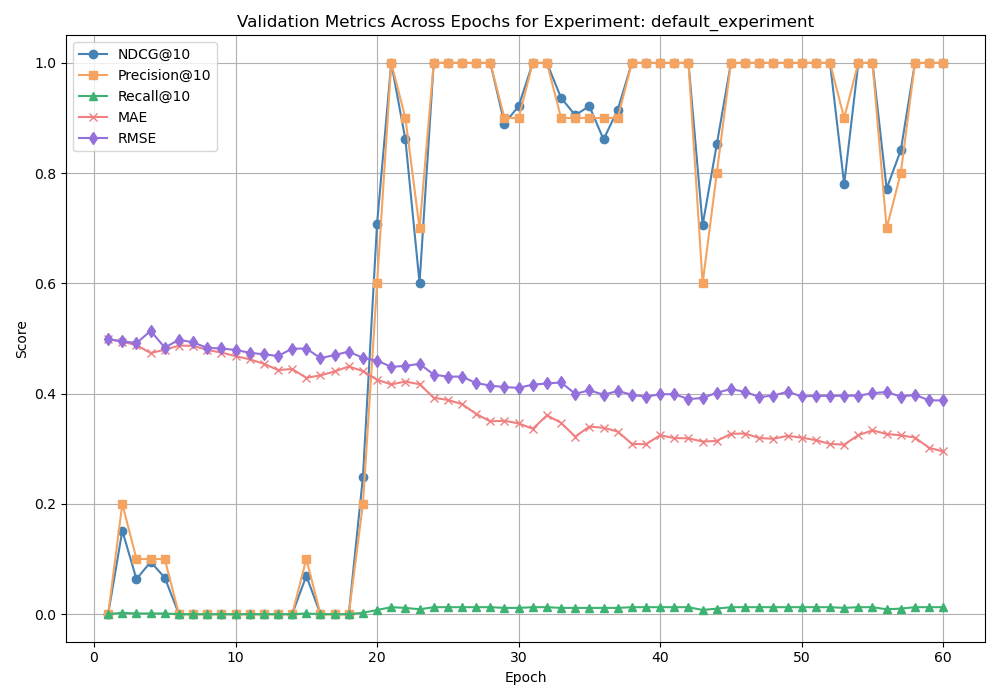 Validation Metrics Across Epochs for Experiment: default_experiment
NDCG@10
Precision@10
Recall@10
MAE
RMSE
Score
1.0
0.8
0.6
0.4
0.2
0.0
0 10 20 30 40 50 60
Epoch